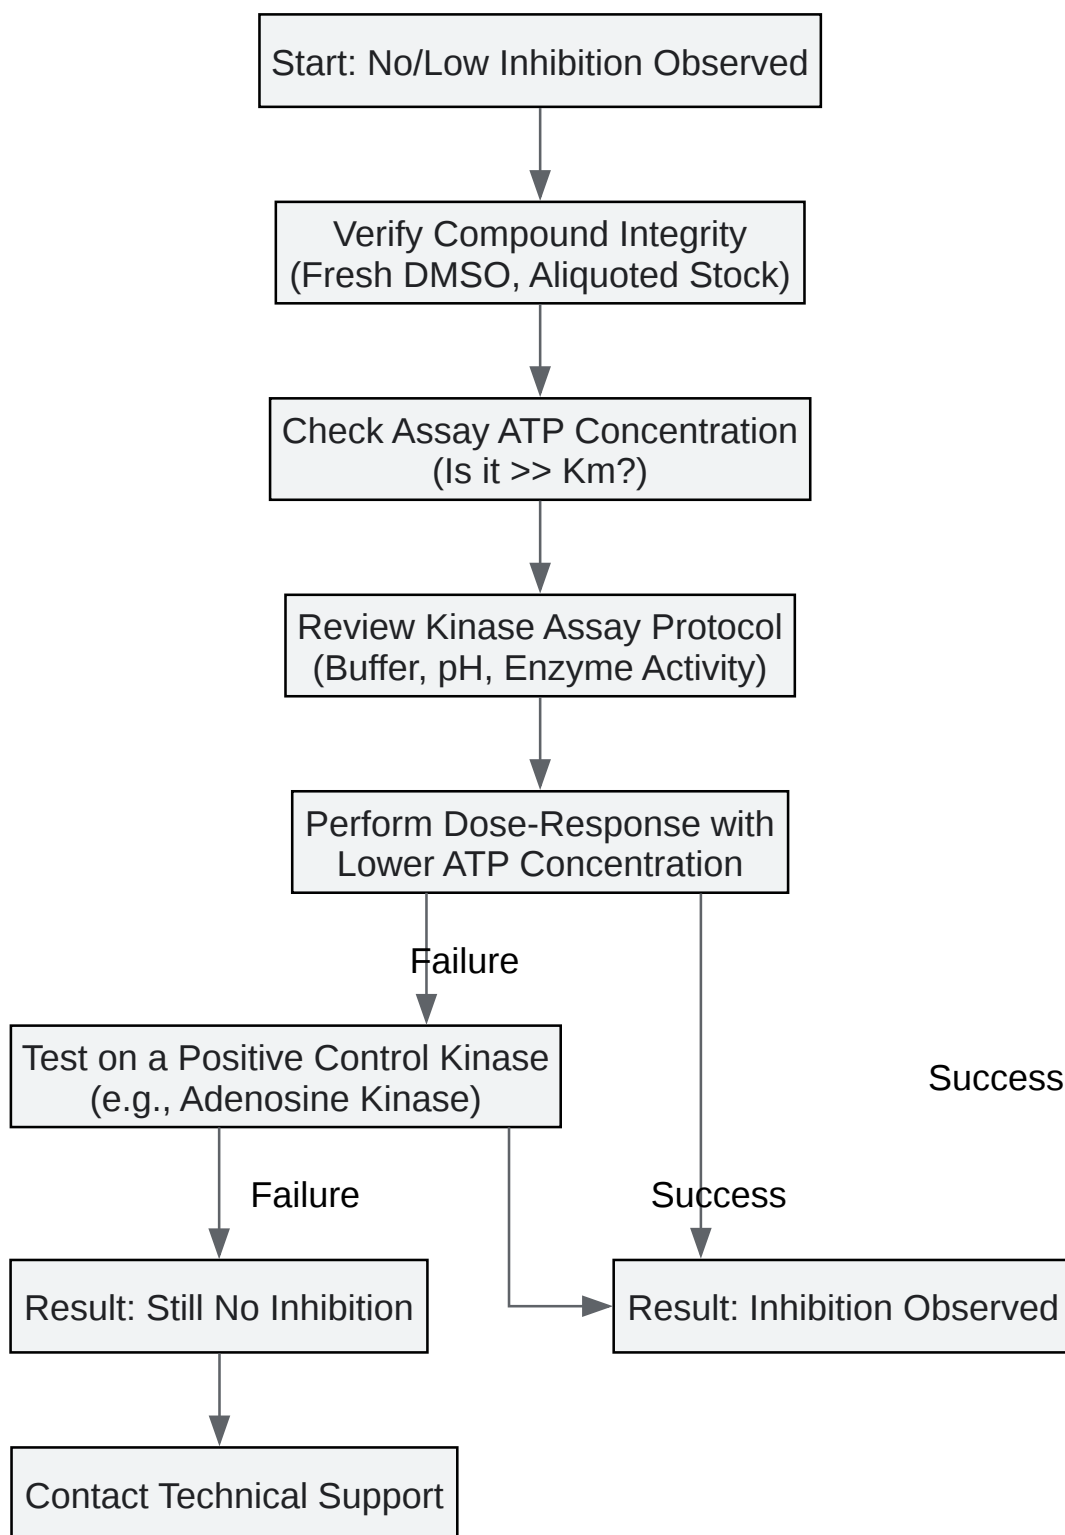 Start: No/Low Inhibition Observed
Verify Compound Integrity
(Fresh DMSO, Aliquoted Stock)
Check Assay ATP Concentration
(Is it >> Km?)
Review Kinase Assay Protocol
(Buffer, pH, Enzyme Activity)
Perform Dose-Response with
Lower ATP Concentration
Failure
Test on a Positive Control Kinase
(e.g., Adenosine Kinase)
Success
Failure
Success
Result: Still No Inhibition
Result: Inhibition Observed
Contact Technical Support